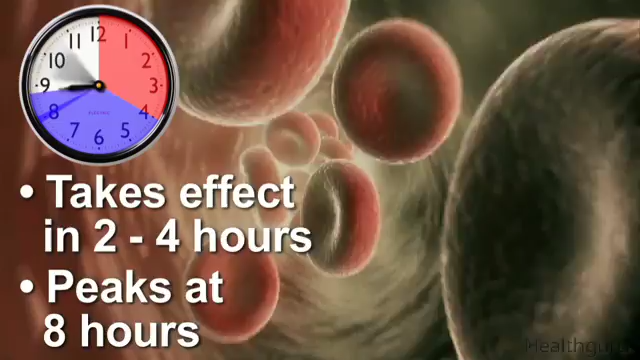 12
11 1
10 2
9 3
8 4
7 5
6
ELECTRIC
• Takes effect
in 2 - 4 hours
• Peaks at
8 hours